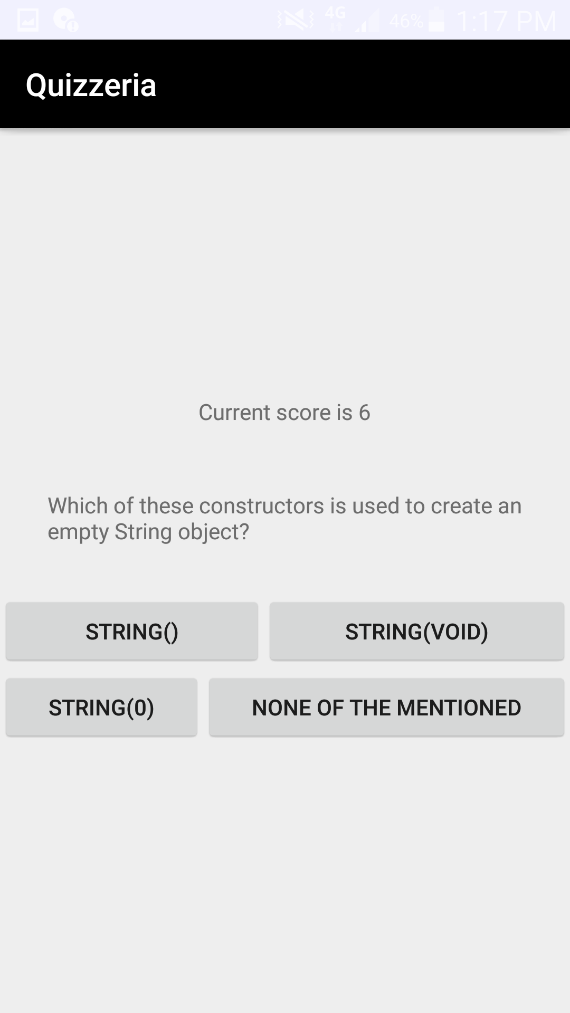 4G 46% 1:17 PM
Quizzeria
Current score is 6
Which of these constructors is used to create an
empty String object?
STRING() STRING(VOID)
STRING(0) NONE OF THE MENTIONED